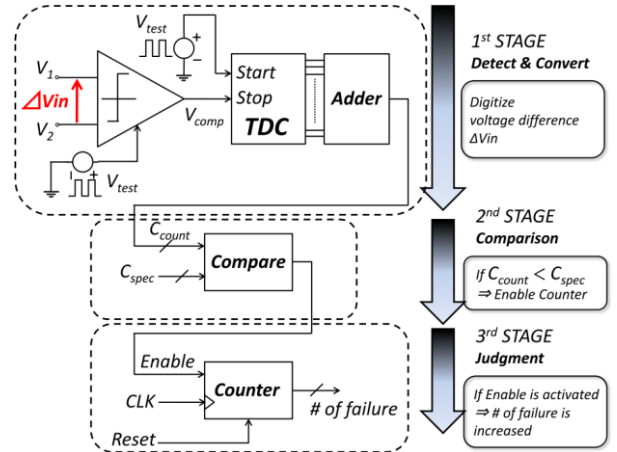 V_test
+
−
V_1
ΔVin
V_2
V_comp
Start
Stop
TDC
Adder
+
V_test
1st STAGE
Detect & Convert
Digitize
voltage difference
ΔVin
C_count
C_spec
Compare
2nd STAGE
Comparison
If C_count < C_spec
⇒ Enable Counter
Enable
CLK
Counter
# of failure
Reset
3rd STAGE
Judgment
If Enable is activated
⇒ # of failure is
increased